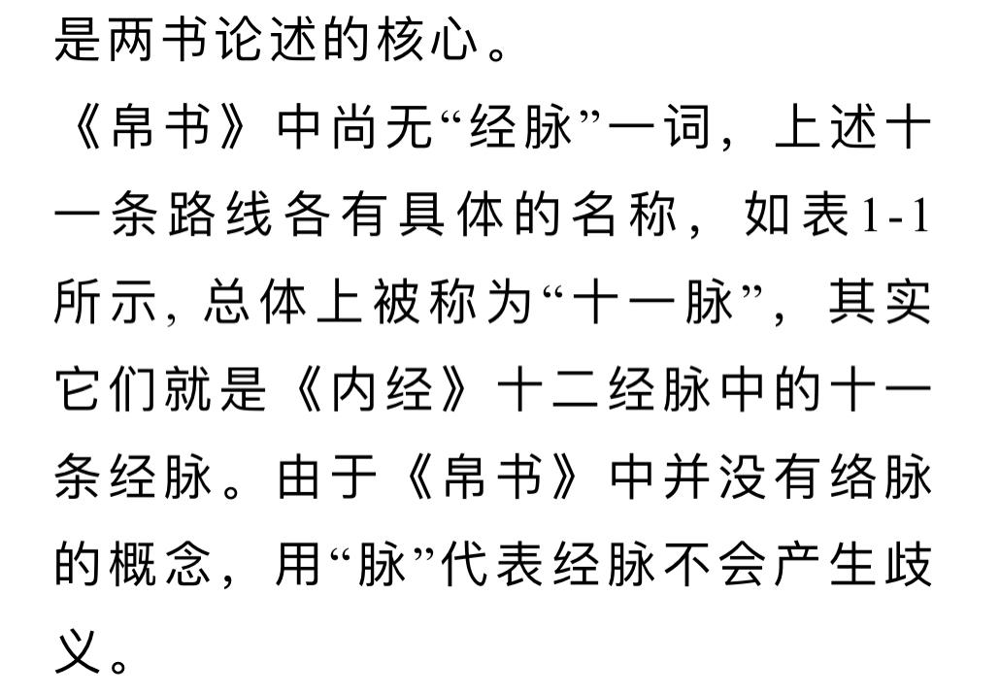 是两书论述的核心。
《帛书》中尚无“经脉”一词，上述十
一条路线各有具体的名称，如表1-1
所示, 总体上被称为“十一脉”，其实
它们就是《内经》十二经脉中的十一
条经脉。由于《帛书》中并没有络脉
的概念，用“脉”代表经脉不会产生歧
义。